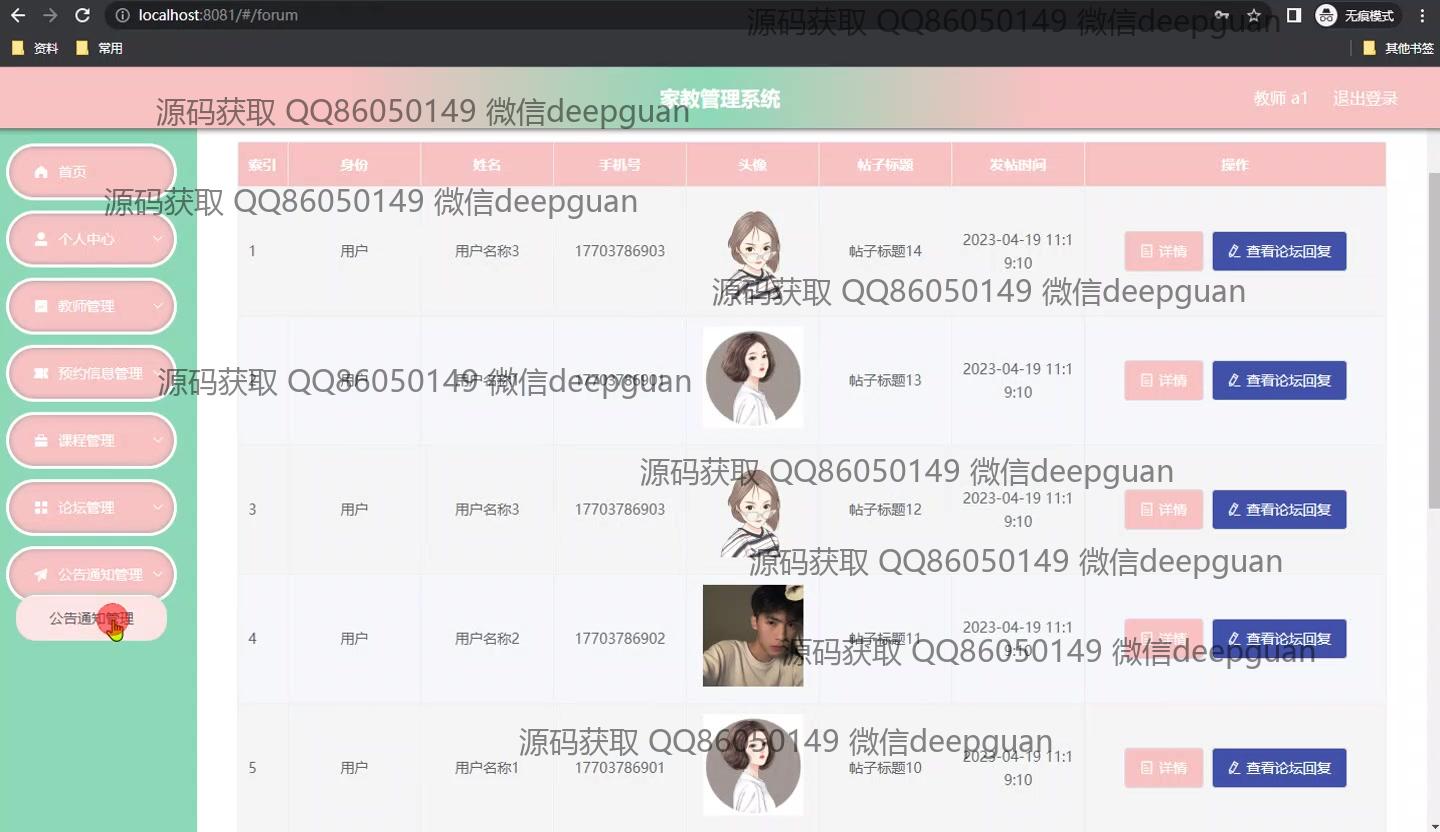 localhost:8081/#/forum
无痕模式
资料 常用 其他书签
家教管理系统
教师 a1 退出登录
源码获取 QQ86050149 微信deepguan
源码获取 QQ86050149 微信deepguan
首页
个人中心
教师管理
预约信息管理
课程管理
论坛管理
公告通知管理
公告通知管理
索引 身份 姓名 手机号 头像 帖子标题 发帖时间 操作
源码获取 QQ86050149 微信deepguan
1 用户 用户名称3 17703786903 帖子标题14 2023-04-19 11:1
9:10
详情 查看论坛回复
源码获取 QQ86050149 微信deepguan
2 用户 用户名称1 17703786901 帖子标题13 2023-04-19 11:1
9:10
详情 查看论坛回复
源码获取 QQ86050149 微信deepguan
源码获取 QQ86050149 微信deepguan
3 用户 用户名称3 17703786903 帖子标题12 2023-04-19 11:1
9:10
详情 查看论坛回复
源码获取 QQ86050149 微信deepguan
4 用户 用户名称2 17703786902 帖子标题11 2023-04-19 11:1
9:10
详情 查看论坛回复
源码获取 QQ86050149 微信deepguan
源码获取 QQ86050149 微信deepguan
5 用户 用户名称1 17703786901 帖子标题10 2023-04-19 11:1
9:10
详情 查看论坛回复